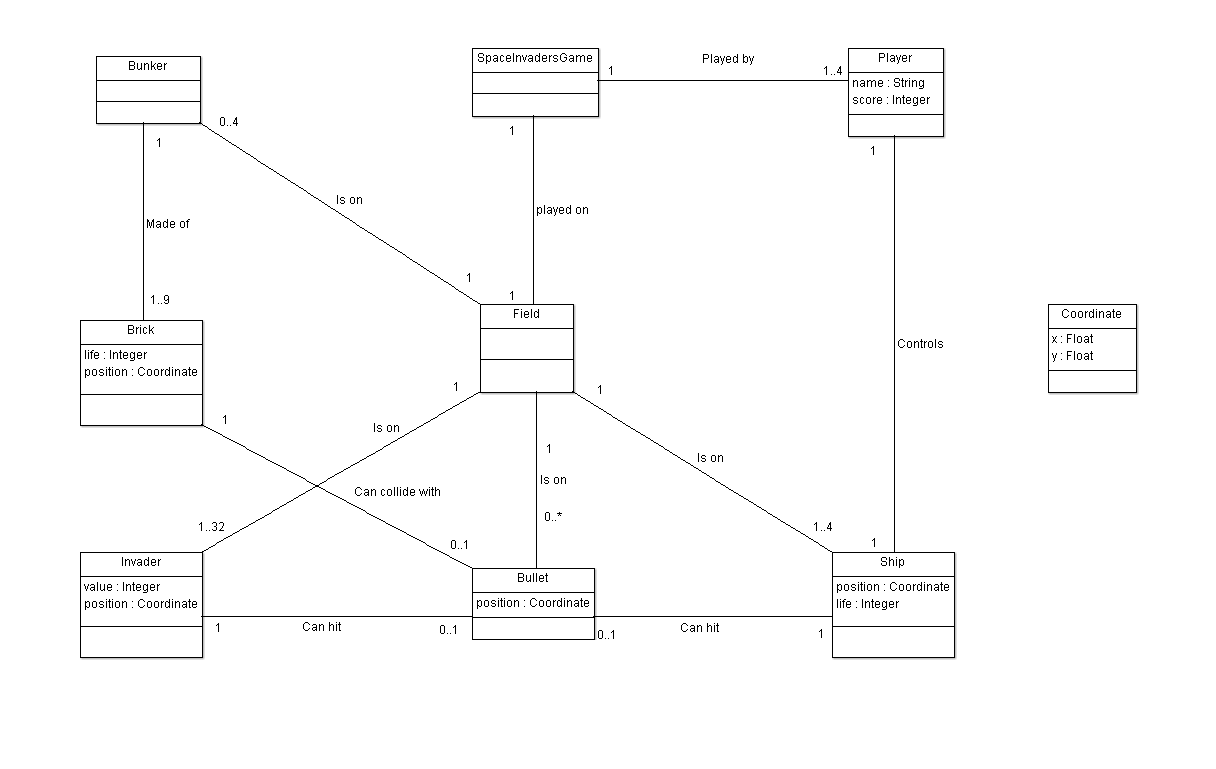 Bunker
SpaceInvadersGame
Played by
Player
1
1..4
name : String
score : Integer
0..4
1
1
1
Is on
played on
Made of
1
1
1..9
Brick
life : Integer
position : Coordinate
Field
Controls
Coordinate
x : Float
y : Float
1
1
1
Is on
1
Is on
Is on
Can collide with
1..32
0..*
1..4
0..1
1
Invader
value : Integer
position : Coordinate
Bullet
position : Coordinate
Ship
position : Coordinate
life : Integer
1
Can hit
0..1
0..1
Can hit
1